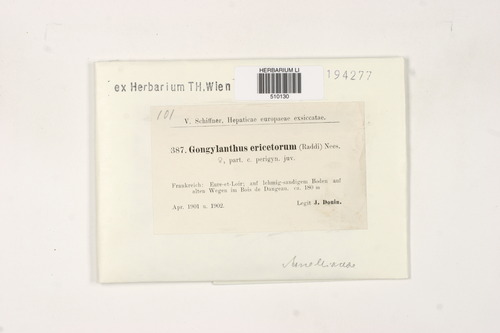 ex Herbarium TH.Wien
HERBARIUM LI
510130
194277
101
V. Schiffner, Hepaticae europaeae exsiccatae.
387. Gongylanthus ericetorum (Raddi) Nees.
♀, part. c. perigyn. juv.
Frankreich: Eure-et-Loir; auf lehmig-sandigem Boden auf
alten Wegen im Bois de Dangeau. ca. 180 m
Apr. 1901 u. 1902.
Legit J. Douin.